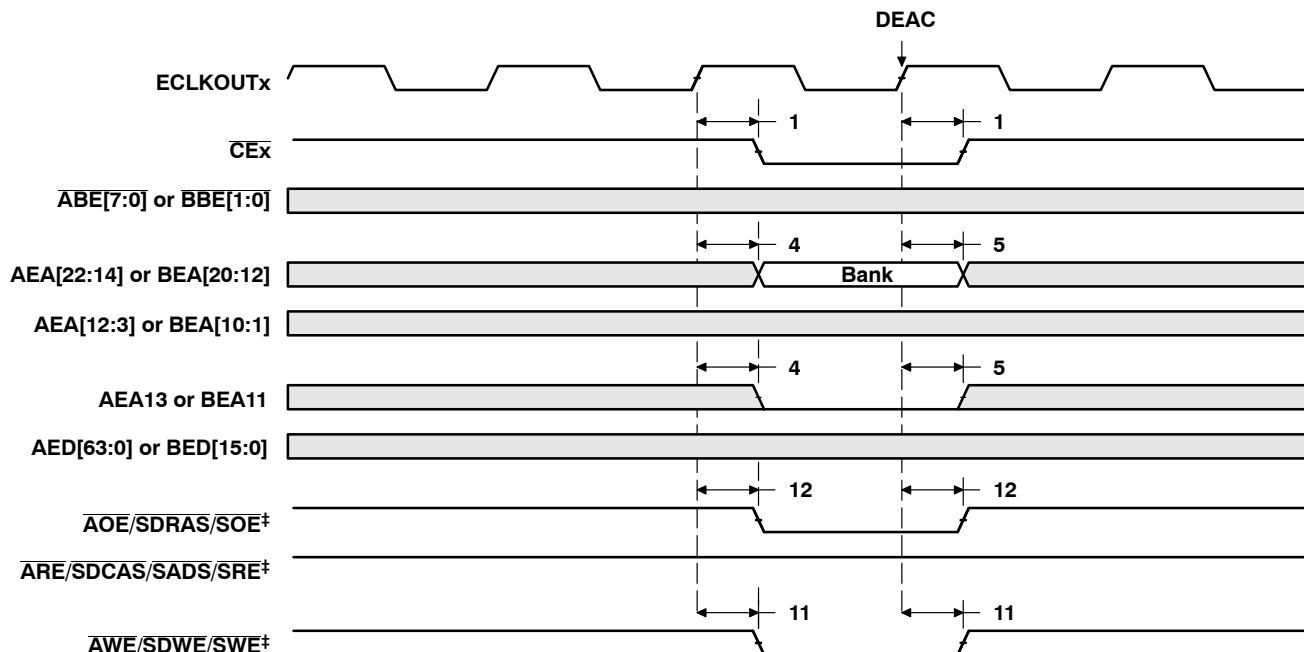 DEAC
ECLKOUTx
1 1
CEx
ABE[7:0] or BBE[1:0]
4 5
AEA[22:14] or BEA[20:12] Bank
AEA[12:3] or BEA[10:1]
4 5
AEA13 or BEA11
AED[63:0] or BED[15:0]
12 12
AOE/SDRAS/SOE‡
ARE/SDCAS/SADS/SRE‡
11 11
AWE/SDWE/SWE‡